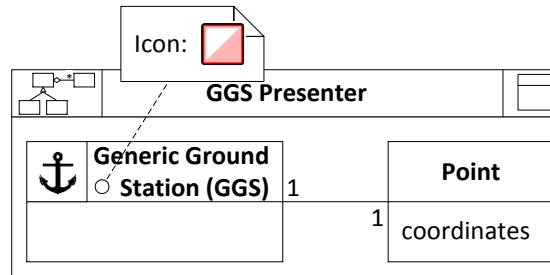 Icon:
*
GGS Presenter
Generic Ground
Station (GGS)
1
Point
1
coordinates